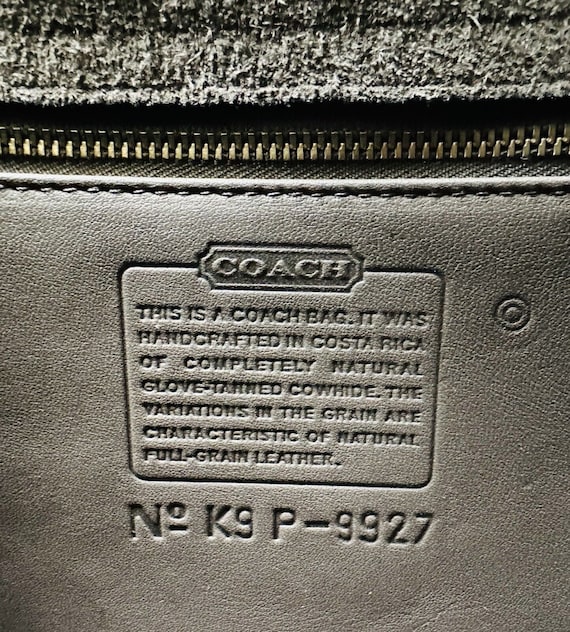 COACH
THIS IS A COACH BAG. IT WAS
HANDCRAFTED IN COSTA RICA
OF COMPLETELY NATURAL
GLOVE-TANNED COWHIDE. THE
VARIATIONS IN THE GRAIN ARE
CHARACTERISTIC OF NATURAL
FULL-GRAIN LEATHER.
©
Nº K9 P-9927